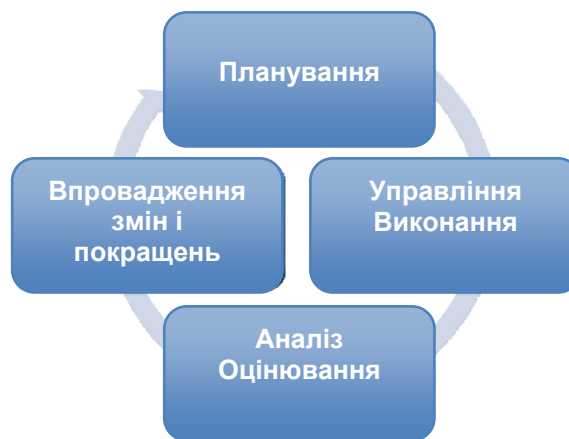 Планування
Впровадження
змін і
покращень
Управління
Виконання
Аналіз
Оцінювання